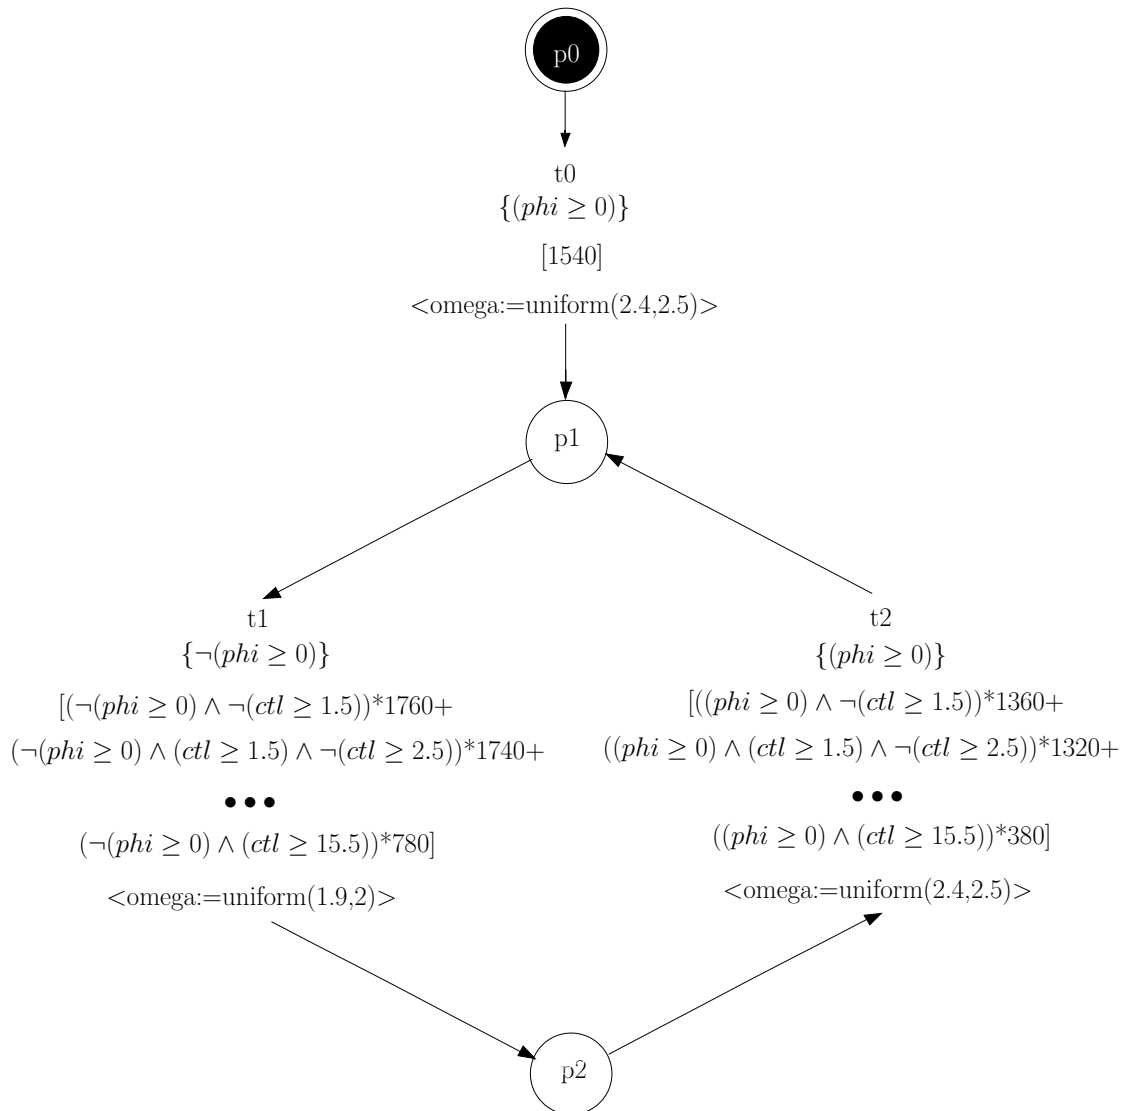 p0
t0
{(phi ≥ 0)}
[1540]
<omega:=uniform(2.4,2.5)>
p1
t1
{¬(phi ≥ 0)}
[(¬(phi ≥ 0) ∧ ¬(ctl ≥ 1.5))*1760+
(¬(phi ≥ 0) ∧ (ctl ≥ 1.5) ∧ ¬(ctl ≥ 2.5))*1740+
•••
(¬(phi ≥ 0) ∧ (ctl ≥ 15.5))*780]
<omega:=uniform(1.9,2)>
t2
{(phi ≥ 0)}
[((phi ≥ 0) ∧ ¬(ctl ≥ 1.5))*1360+
((phi ≥ 0) ∧ (ctl ≥ 1.5) ∧ ¬(ctl ≥ 2.5))*1320+
•••
((phi ≥ 0) ∧ (ctl ≥ 15.5))*380]
<omega:=uniform(2.4,2.5)>
p2